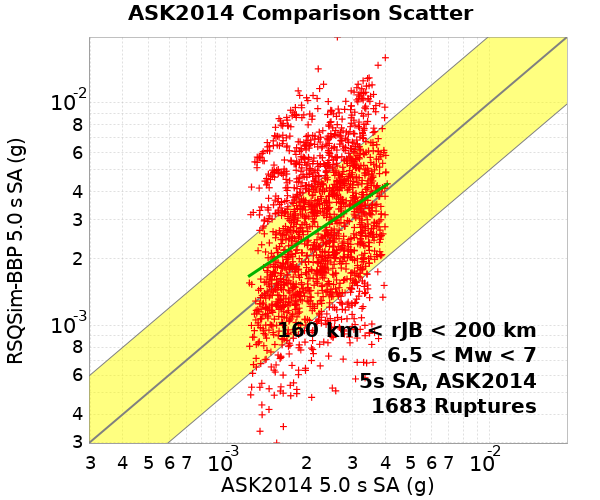 ASK2014 Comparison Scatter
RSQSim-BBP 5.0 s SA (g)
10-2
8
6
4
3
2
10-3
8
6
4
3
160 km < rJB < 200 km
6.5 < Mw < 7
5s SA, ASK2014
1683 Ruptures
3 4 5 6 7 10-3 2 3 4 5 6 7 10-2
ASK2014 5.0 s SA (g)